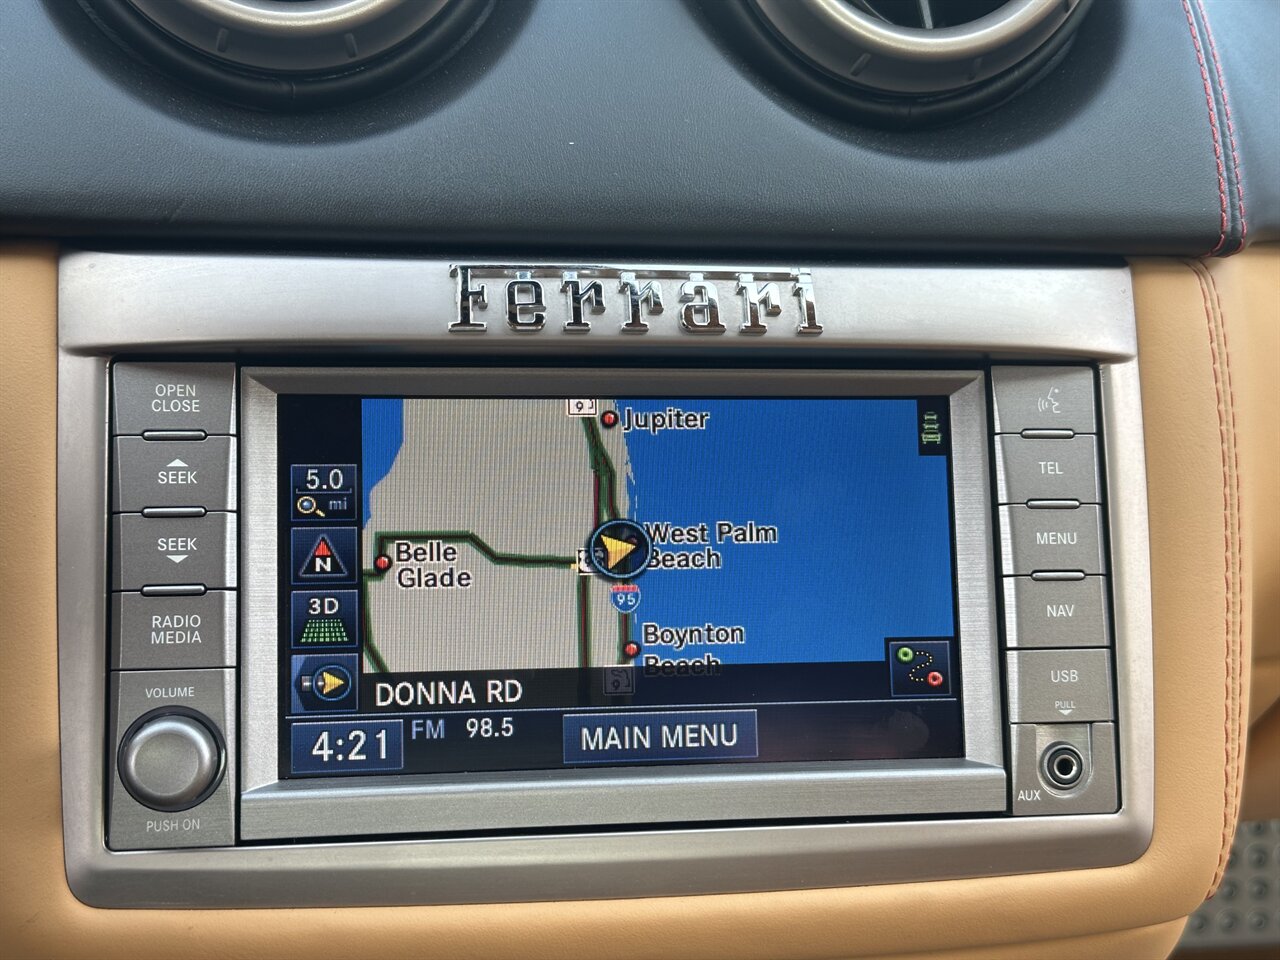 Ferrari
OPEN
CLOSE
SEEK
SEEK
RADIO
MEDIA
VOLUME
PUSH ON
9
Jupiter
5.0
mi
N
3D
Belle
Glade
West Palm
Beach
95
Boynton
Beach
DONNA RD
4:21
FM 98.5
MAIN MENU
TEL
MENU
NAV
USB
PULL
AUX